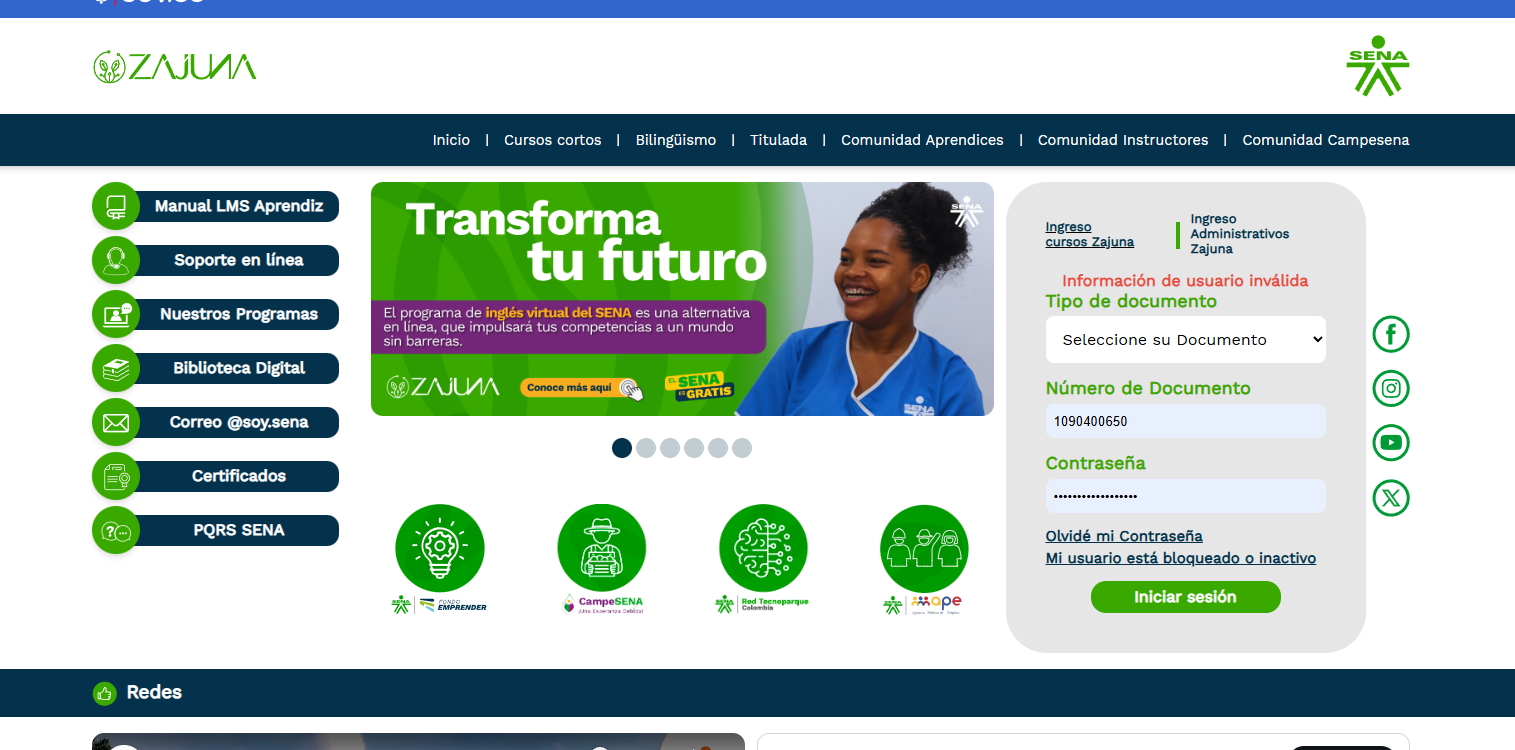 ZAJUNA
SENA
Inicio | Cursos cortos | Bilingüismo | Titulada | Comunidad Aprendices | Comunidad Instructores | Comunidad Campesena
Manual LMS Aprendiz
Soporte en línea
Nuestros Programas
Biblioteca Digital
Correo @soy.sena
Certificados
PQRS SENA
Transforma
tu futuro
SENA
El programa de inglés virtual del SENA es una alternativa
en línea, que impulsará tus competencias a un mundo
sin barreras.
ZAJUNA
Conoce más aquí
EL SENA
ES GRATIS
SENA
FONDO
EMPRENDER
CampeSENA
Red Tecnoparque
Colombia
ape
Ingreso
cursos Zajuna
Ingreso
Administrativos
Zajuna
Información de usuario inválida
Tipo de documento
Seleccione su Documento
Número de Documento
1090400650
Contraseña
••••••••••••••••••
Olvidé mi Contraseña
Mi usuario está bloqueado o inactivo
Iniciar sesión
Redes